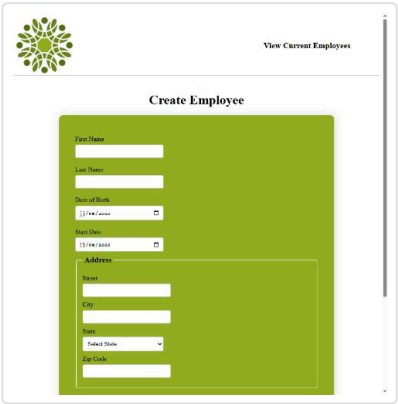 View Current Employees
Create Employee
First Name
Last Name
Date of Birth
jj/mm/aaaa
Start Date
jj/mm/aaaa
Address
Street
City
State
Select State
Zip Code